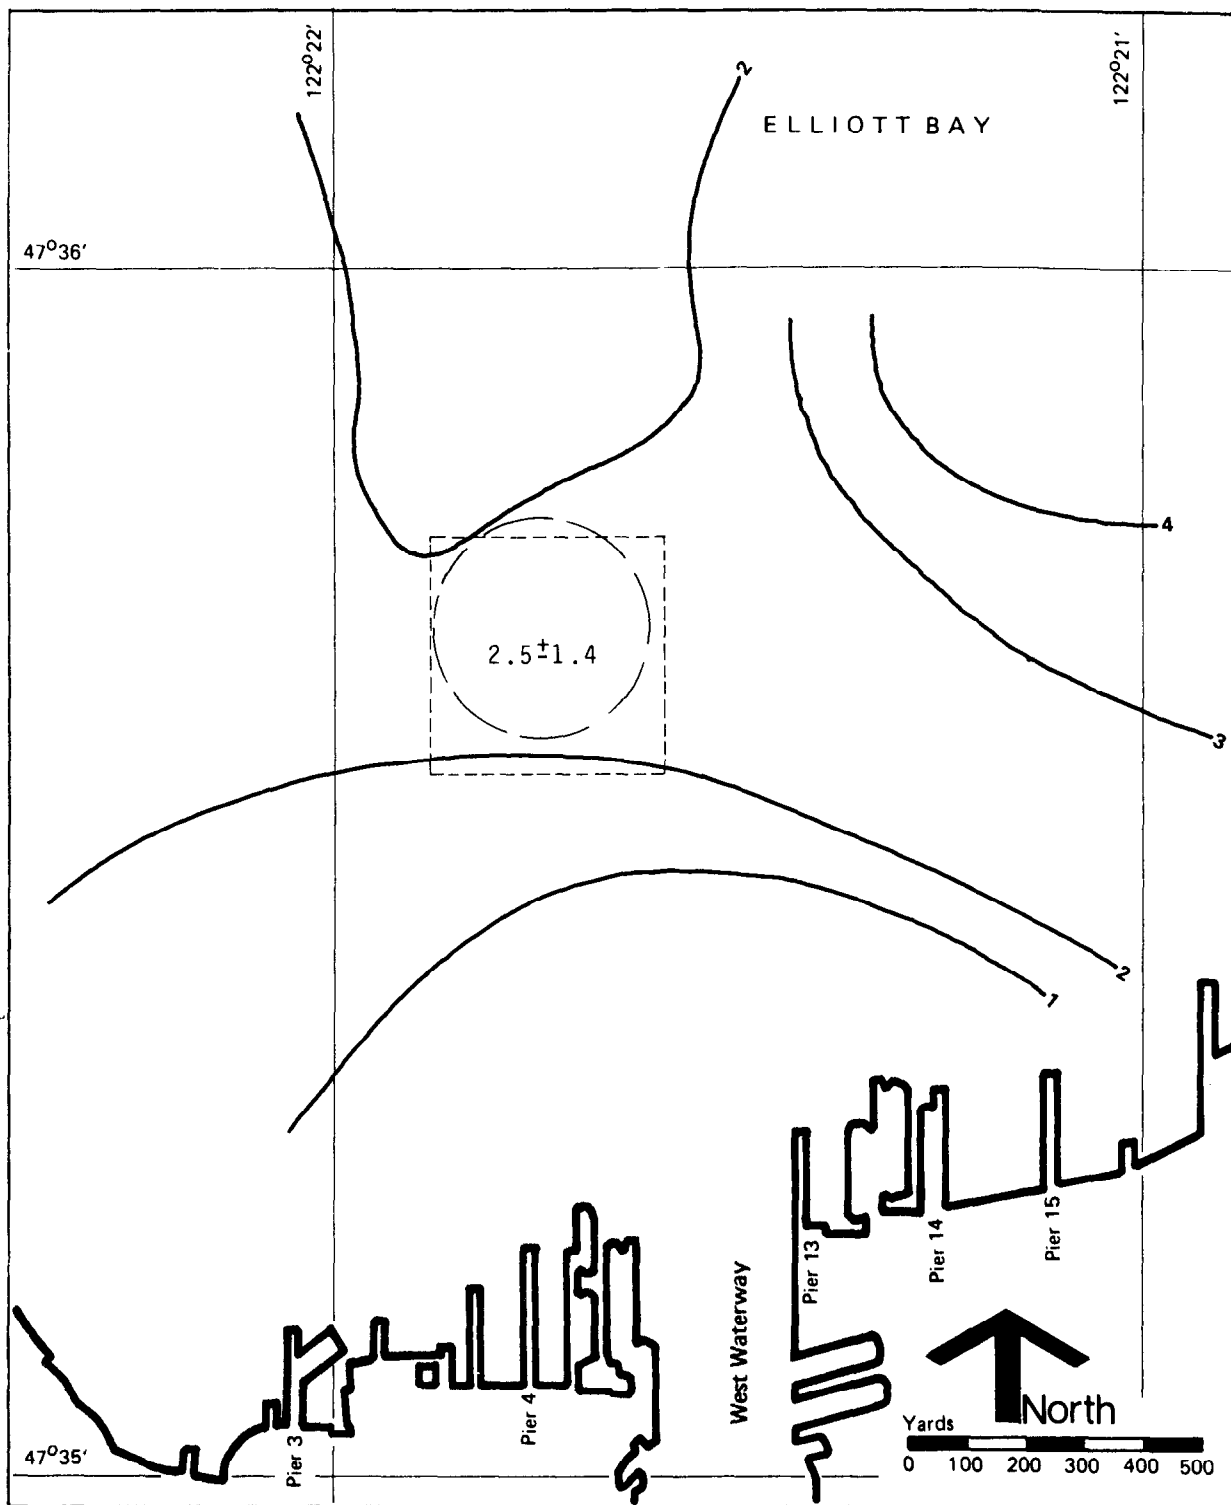 122°22'
122°21'
2
ELLIOTT BAY
47°36'
4
2.5±1.4
3
2
1
Pier 15
Pier 14
Pier 13
West Waterway
Pier 4
Pier 3
North
Yards
0 100 200 300 400 500
47°35'